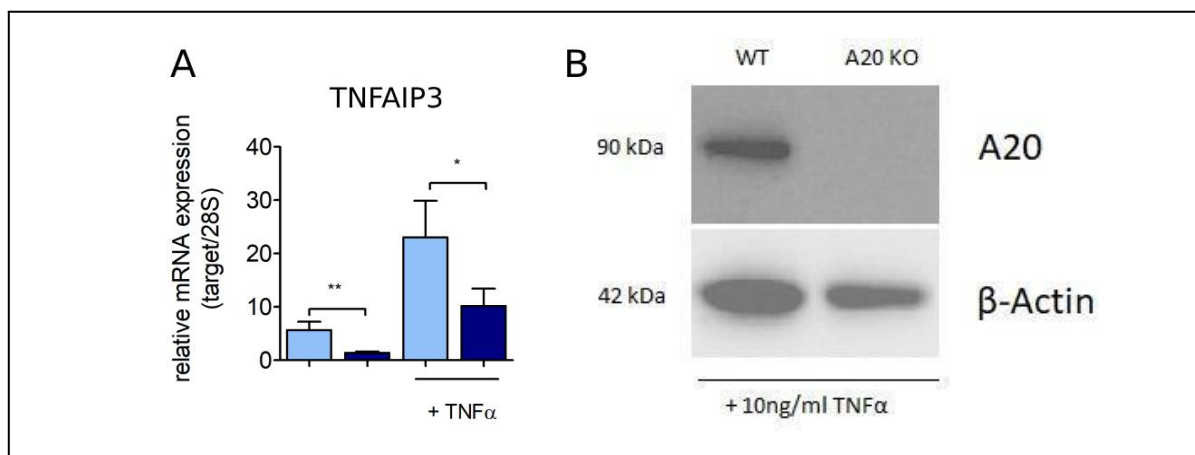 A
TNFAIP3
relative mRNA expression
(target/28S)
40
30
20
10
0
**
*
+ TNFα
B
WT A20 KO
90 kDa
A20
42 kDa
β-Actin
+ 10ng/ml TNFα